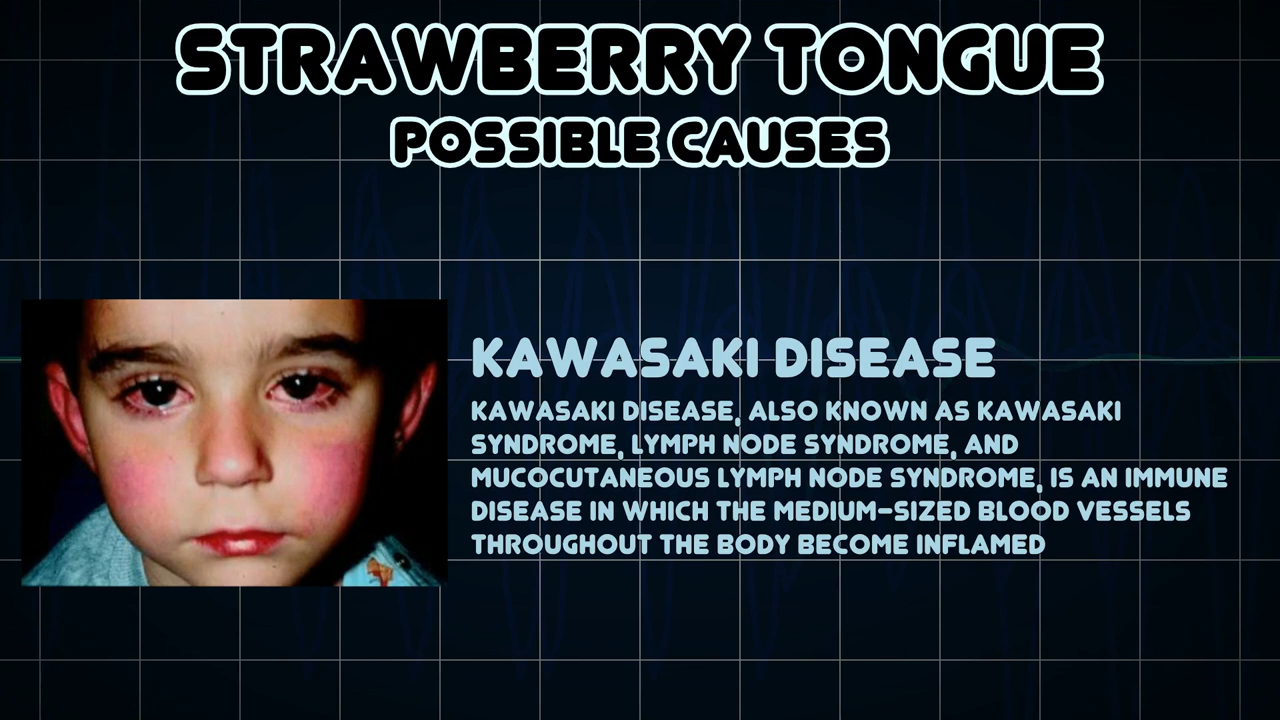 STRAWBERRY TONGUE
POSSIBLE CAUSES
KAWASAKI DISEASE
KAWASAKI DISEASE, ALSO KNOWN AS KAWASAKI
SYNDROME, LYMPH NODE SYNDROME, AND
MUCOCUTANEOUS LYMPH NODE SYNDROME, IS AN IMMUNE
DISEASE IN WHICH THE MEDIUM-SIZED BLOOD VESSELS
THROUGHOUT THE BODY BECOME INFLAMED